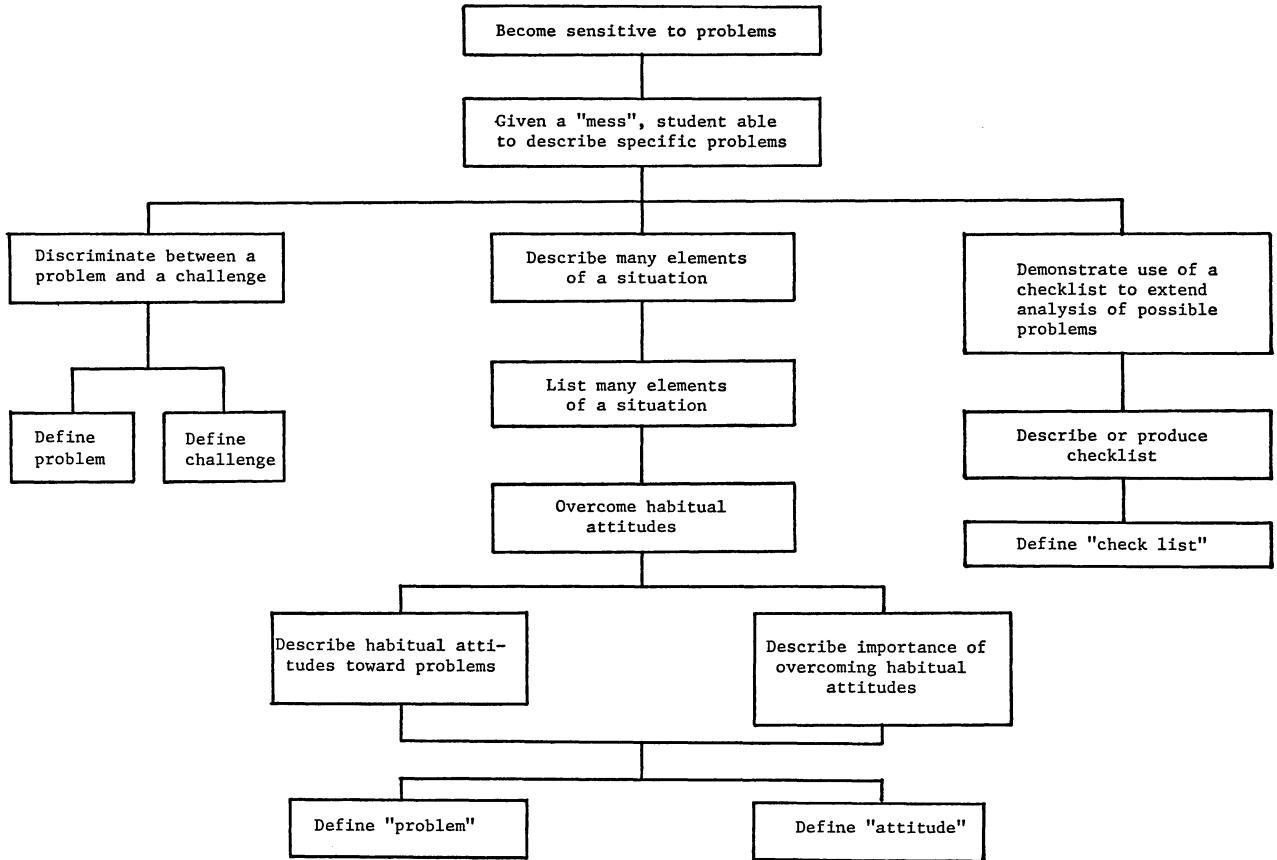 Become sensitive to problems
Given a "mess", student able
to describe specific problems
Discriminate between a
problem and a challenge
Describe many elements
of a situation
Demonstrate use of a
checklist to extend
analysis of possible
problems
List many elements
of a situation
Define
problem
Define
challenge
Describe or produce
checklist
Overcome habitual
attitudes
Define "check list"
Describe habitual atti-
tudes toward problems
Describe importance of
overcoming habitual
attitudes
Define "problem"
Define "attitude"